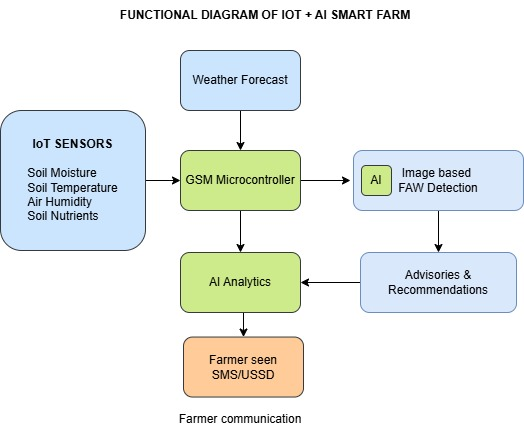 FUNCTIONAL DIAGRAM OF IOT + AI SMART FARM
Weather Forecast
IoT SENSORS
Soil Moisture
Soil Temperature
Air Humidity
Soil Nutrients
GSM Microcontroller
AI
Image based
FAW Detection
AI Analytics
Advisories &
Recommendations
Farmer seen
SMS/USSD
Farmer communication